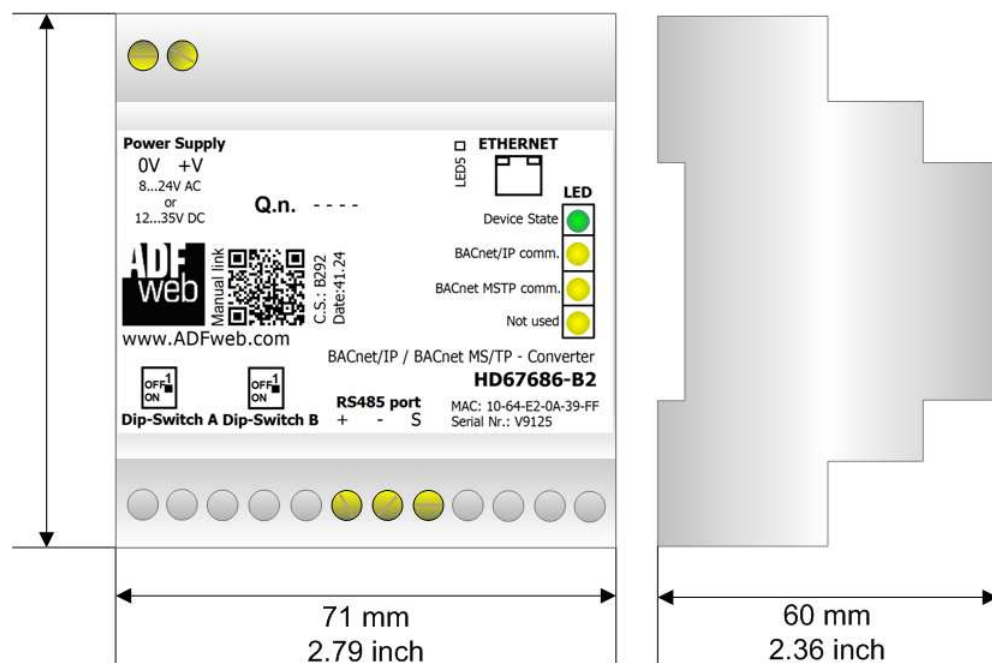 Power Supply
0V +V
8...24V AC
or
12...35V DC
Q.n. - - - -
LED5
ETHERNET
LED
Device State
BACnet/IP comm.
BACnet MSTP comm.
Not used
ADF
web
Manual link
C.S.: B292
Date:41.24
www.ADFweb.com
BACnet/IP / BACnet MS/TP - Converter
HD67686-B2
OFF 1
ON
OFF 1
ON
Dip-Switch A Dip-Switch B
RS485 port
+ - S
MAC: 10-64-E2-0A-39-FF
Serial Nr.: V9125
71 mm
2.79 inch
60 mm
2.36 inch